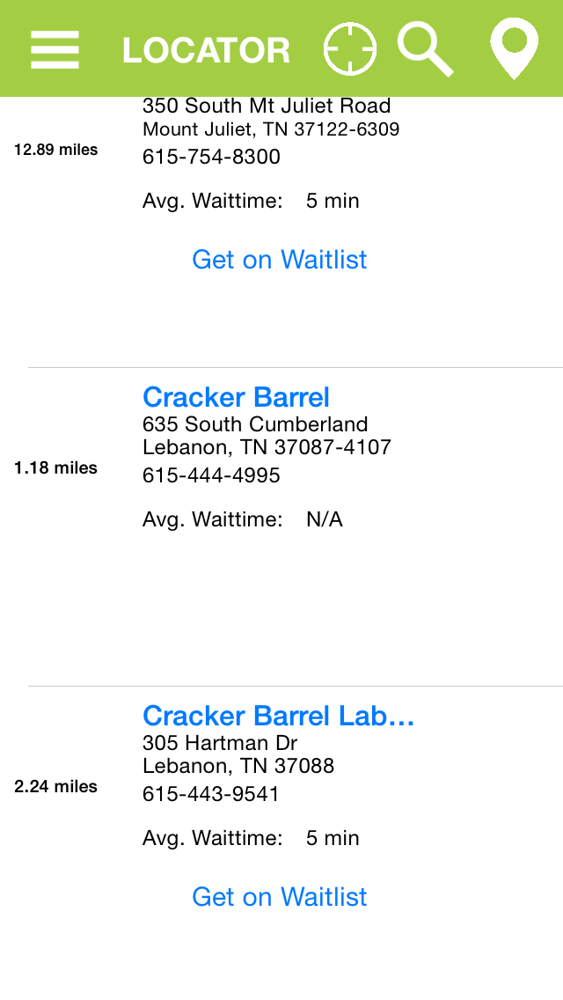 LOCATOR
350 South Mt Juliet Road
Mount Juliet, TN 37122-6309
12.89 miles
615-754-8300
Avg. Waittime: 5 min
Get on Waitlist
Cracker Barrel
635 South Cumberland
Lebanon, TN 37087-4107
1.18 miles
615-444-4995
Avg. Waittime: N/A
Cracker Barrel Lab...
305 Hartman Dr
Lebanon, TN 37088
2.24 miles
615-443-9541
Avg. Waittime: 5 min
Get on Waitlist